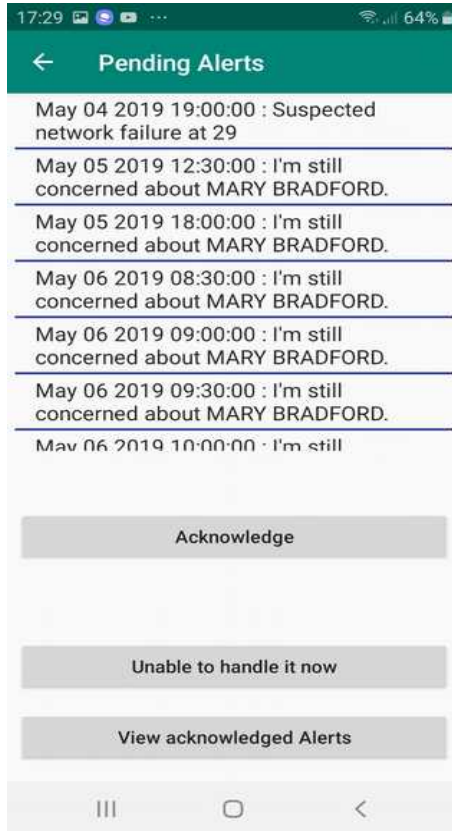 17:29 64%
Pending Alerts
May 04 2019 19:00:00 : Suspected
network failure at 29
May 05 2019 12:30:00 : I'm still
concerned about MARY BRADFORD.
May 05 2019 18:00:00 : I'm still
concerned about MARY BRADFORD.
May 06 2019 08:30:00 : I'm still
concerned about MARY BRADFORD.
May 06 2019 09:00:00 : I'm still
concerned about MARY BRADFORD.
May 06 2019 09:30:00 : I'm still
concerned about MARY BRADFORD.
May 06 2019 10:00:00 : I'm still
Acknowledge
Unable to handle it now
View acknowledged Alerts